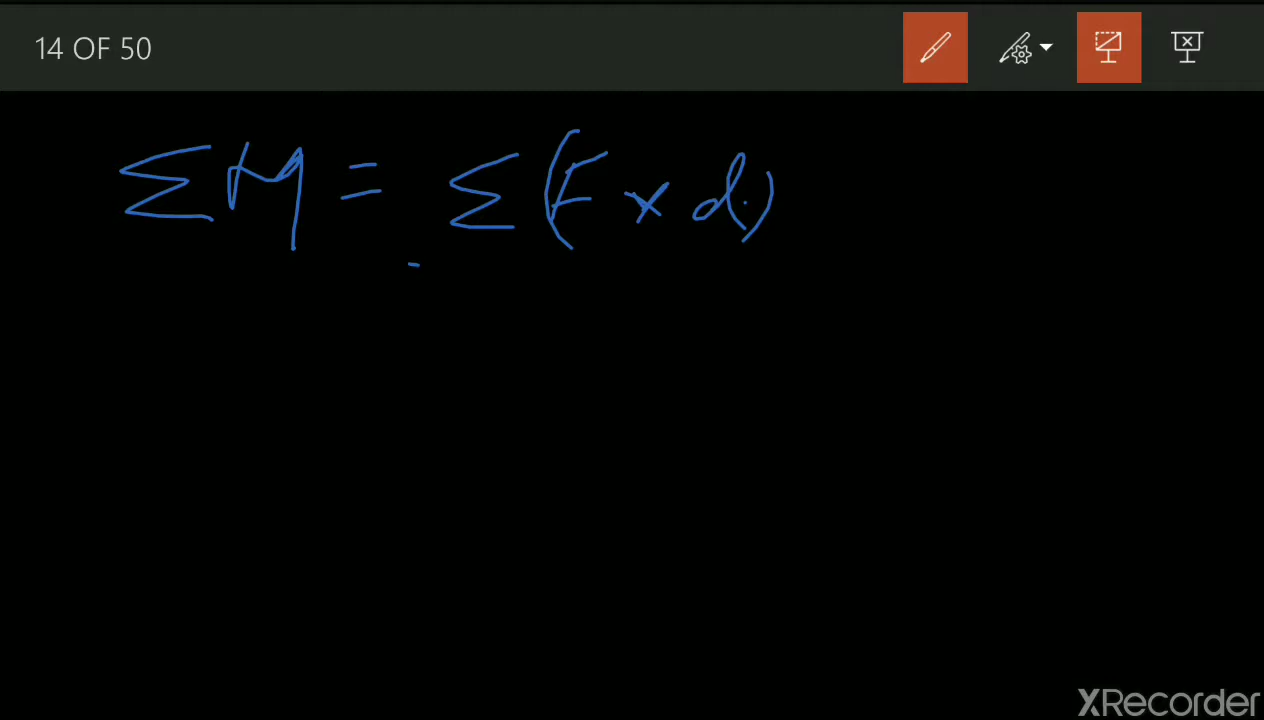 14 OF 50
ΣM = Σ(F × d)
XRecorder